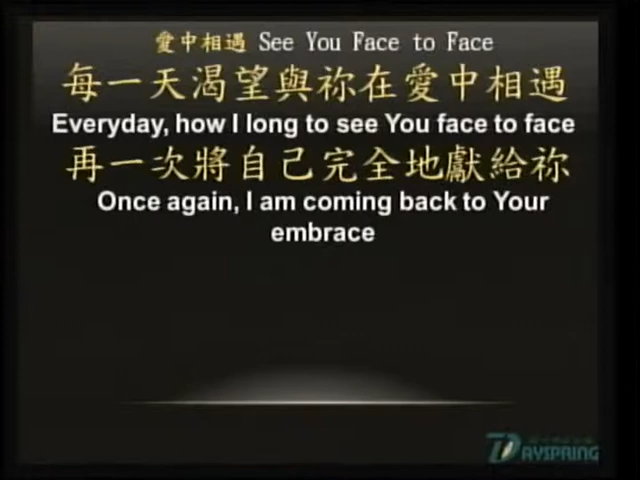 愛中相遇 See You Face to Face
每一天渴望與祢在愛中相遇
Everyday, how I long to see You face to face
再一次將自己完全地獻給祢
Once again, I am coming back to Your
embrace
DAYSPRING